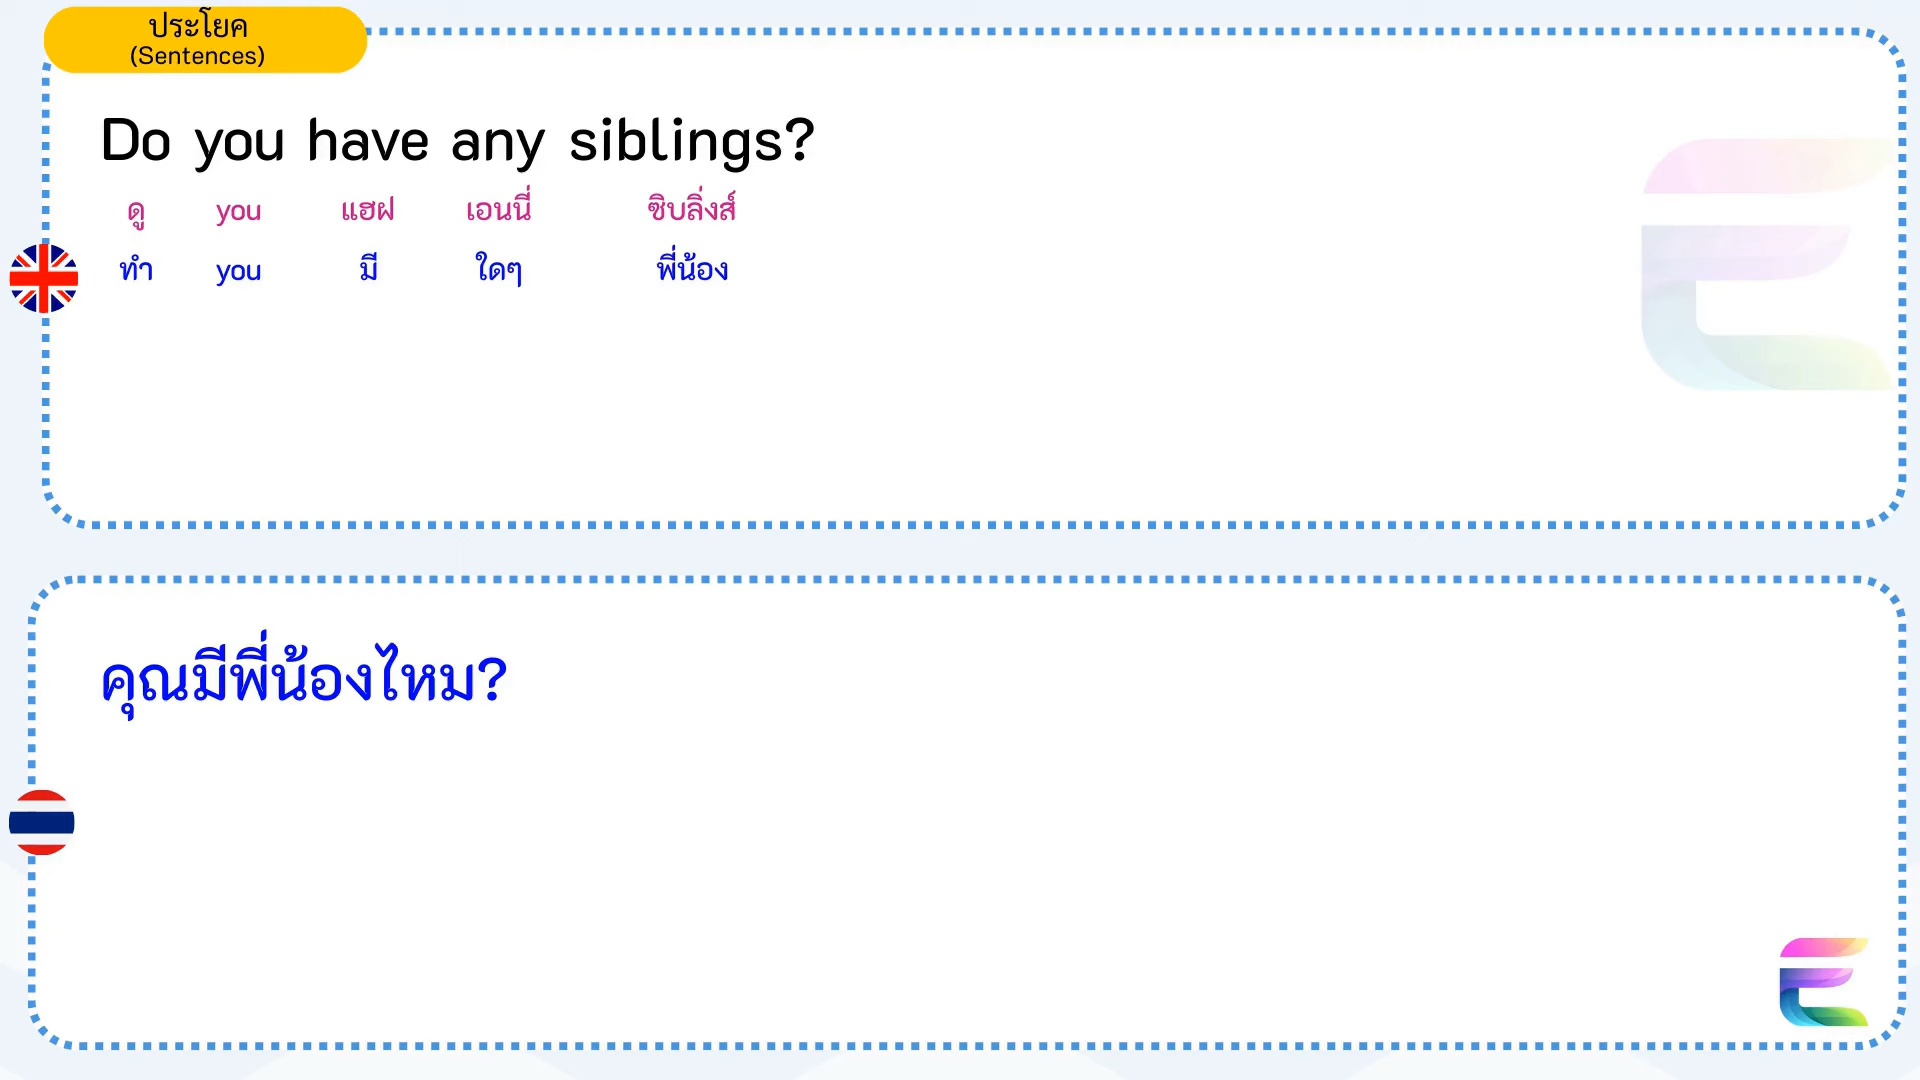 ประโยค
(Sentences)
Do you have any siblings?
ดู you แฮฝ เอนนี่ ซิบลิ่งส์
ทำ you มี ใดๆ พี่น้อง
คุณมีพี่น้องไหม?